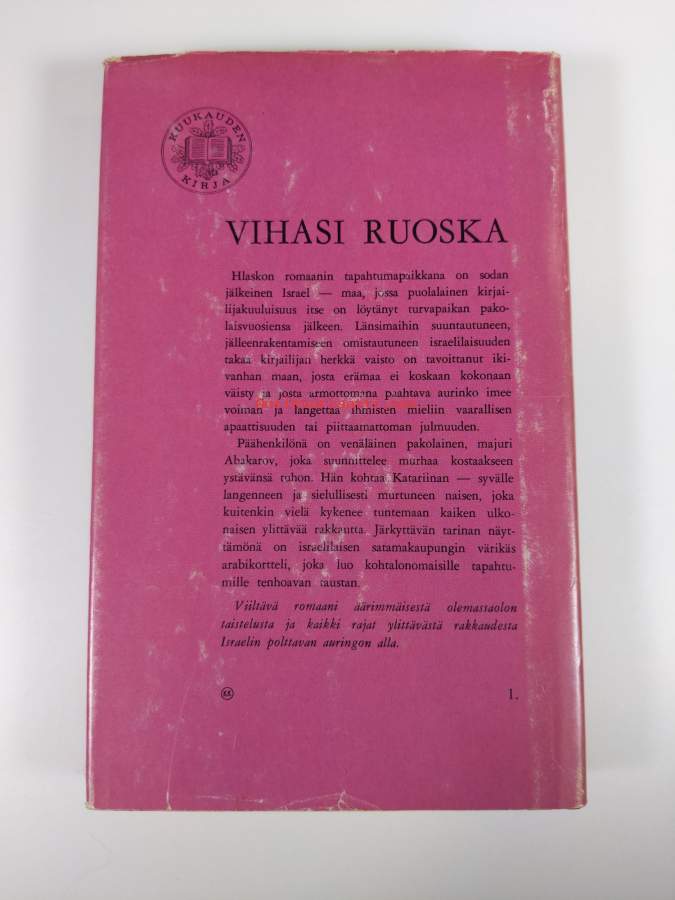 KUUKAUDEN
KIRJA
VIHASI RUOSKA
Hlaskon romaanin tapahtumapaikkana on sodan
jälkeinen Israel — maa, jossa puolalainen kirjai-
lijakuuluisuus itse on löytänyt turvapaikan pako-
laisvuosiensa jälkeen. Länsimaihin suuntautuneen,
jälleenrakentamiseen omistautuneen israelilaisuuden
takaa kirjailijan herkkä vaisto on tavoittanut iki-
vanhan maan, josta erämaa ei koskaan kokonaan
väisty ja josta armottomana paahtava aurinko imee
voiman ja langettaa ihmisten mieliin vaarallisen
apaattisuuden tai piittaamattoman julmuuden.
Päähenkilönä on venäläinen pakolainen, majuri
Abakarov, joka suunnittelee murhaa kostaakseen
ystävänsä tuhon. Hän kohtaa Katariinan — syvälle
langenneen ja sielullisesti murtuneen naisen, joka
kuitenkin vielä kykenee tuntemaan kaiken ulko-
naisen ylittävää rakkautta. Järkyttävän tarinan näyt-
tämönä on israelilaisen satamakaupungin värikäs
arabikortteli, joka luo kohtalonomaisille tapahtu-
mille tenhoavan taustan.
Viiltävä romaani äärimmäisestä olemassaolon
taistelusta ja kaikki rajat ylittävästä rakkaudesta
Israelin polttavan auringon alla.
KK 1.